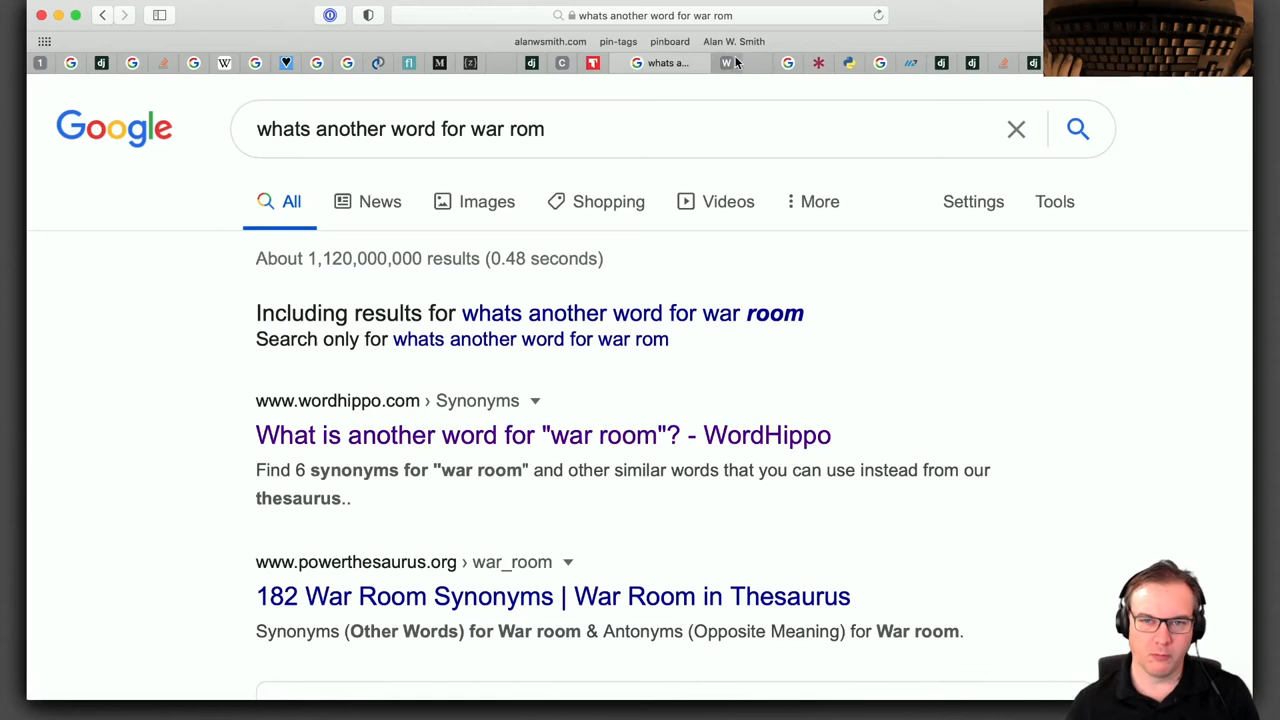 whats another word for war rom
alanwsmith.com pin-tags pinboard Alan W. Smith
1 dj W M [z] dj C T whats a... W dj dj
Google
whats another word for war rom
All News Images Shopping Videos More Settings Tools
About 1,120,000,000 results (0.48 seconds)
Including results for whats another word for war room
Search only for whats another word for war rom
www.wordhippo.com › Synonyms
What is another word for "war room"? - WordHippo
Find 6 synonyms for "war room" and other similar words that you can use instead from our
thesaurus..
www.powerthesaurus.org › war_room
182 War Room Synonyms | War Room in Thesaurus
Synonyms (Other Words) for War room & Antonyms (Opposite Meaning) for War room.